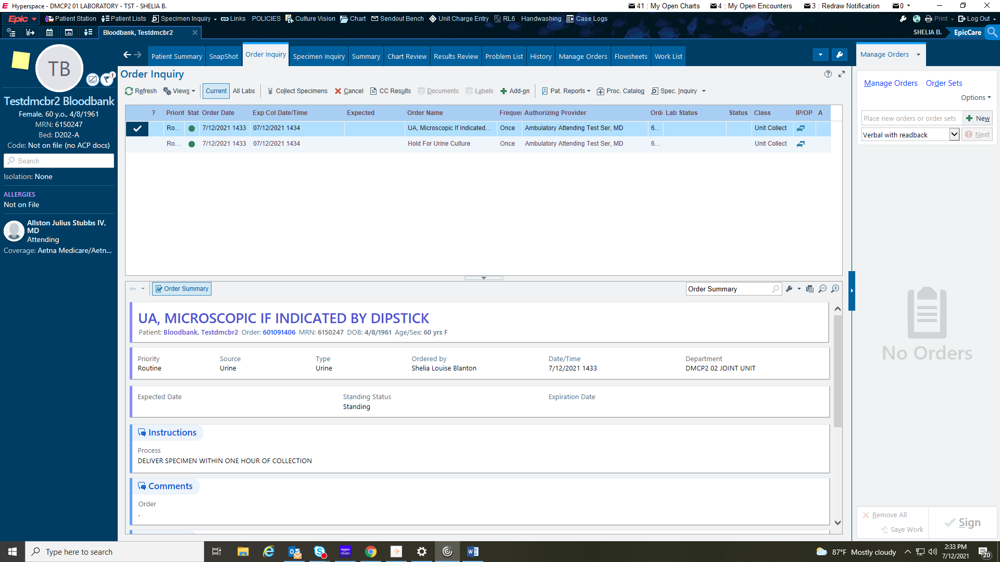 Hyperspace - DMCP2 01 LABORATORY - TST - SHELIA B.
41 : My Open Charts 4 : My Open Encounters 3 : Redraw Notification 0
Epic Patient Station Patient Lists Specimen Inquiry Links POLICIES Culture Vision Chart Sendout Bench Unit Charge Entry RL6 Handwashing Case Logs Print Log Out
Bloodbank, Testdmcbr2 SHELIA B. EpicCare
TB
1
Testdmcbr2 Bloodbank
Female, 60 y.o., 4/8/1961
MRN: 6150247
Bed: D202-A
Code: Not on file (no ACP docs)
Search
Isolation: None
ALLERGIES
Not on File
Allston Julius Stubbs IV, MD
Attending
Coverage: Aetna Medicare/Aetn...
Patient Summary SnapShot Order Inquiry Specimen Inquiry Summary Chart Review Results Review Problem List History Manage Orders Flowsheets Work List
Order Inquiry
Refresh Views Current All Labs Collect Specimens Cancel CC Results Documents Labels Add-on Pat. Reports Proc. Catalog Spec. Inquiry
? Priorit Stat Order Date Exp Col Date/Time Expected Order Name Frequen Authorizing Provider Orde Lab Status Status Class IP/OP A
Ro... 7/12/2021 1433 07/12/2021 1434 UA, Microscopic If Indicated... Once Ambulatory Attending Test Ser, MD 6... Unit Collect
Ro... 7/12/2021 1433 07/12/2021 1434 Hold For Urine Culture Once Ambulatory Attending Test Ser, MD 6... Unit Collect
Order Summary Order Summary
UA, MICROSCOPIC IF INDICATED BY DIPSTICK
Patient: Bloodbank, Testdmcbr2 Order: 601091406 MRN: 6150247 DOB: 4/8/1961 Age/Sex: 60 yrs F
Priority Source Type Ordered by Date/Time Department
Routine Urine Urine Shelia Louise Blanton 7/12/2021 1433 DMCP2 02 JOINT UNIT
Expected Date Standing Status Expiration Date
Standing
Instructions
Process
DELIVER SPECIMEN WITHIN ONE HOUR OF COLLECTION
Comments
Order
.
Manage Orders
Manage Orders Order Sets
Options
Place new orders or order sets New
Verbal with readback Next
No Orders
Remove All
Save Work
Sign
Type here to search
amazon music
87°F Mostly cloudy
2:33 PM
7/12/2021
20